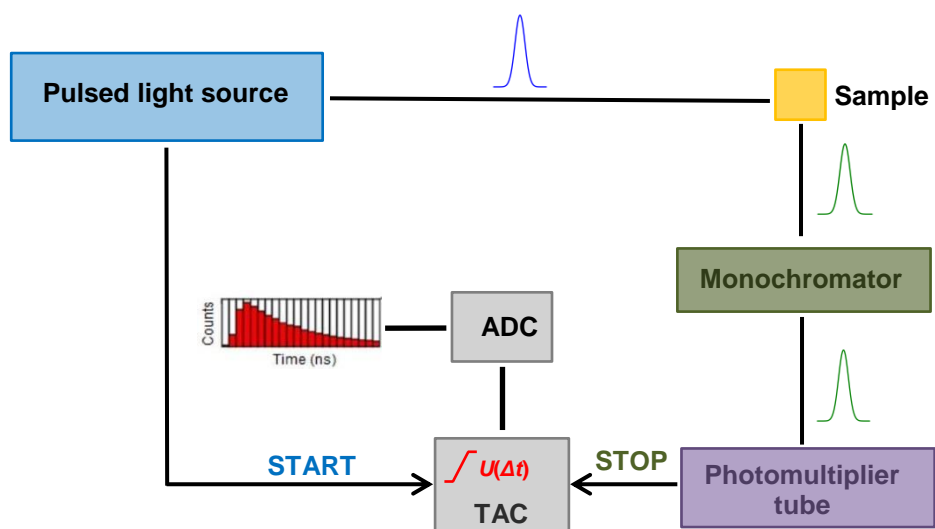 Pulsed light source
Sample
Monochromator
Counts
Time (ns)
ADC
START
U(Δt)
TAC
STOP
Photomultiplier
tube